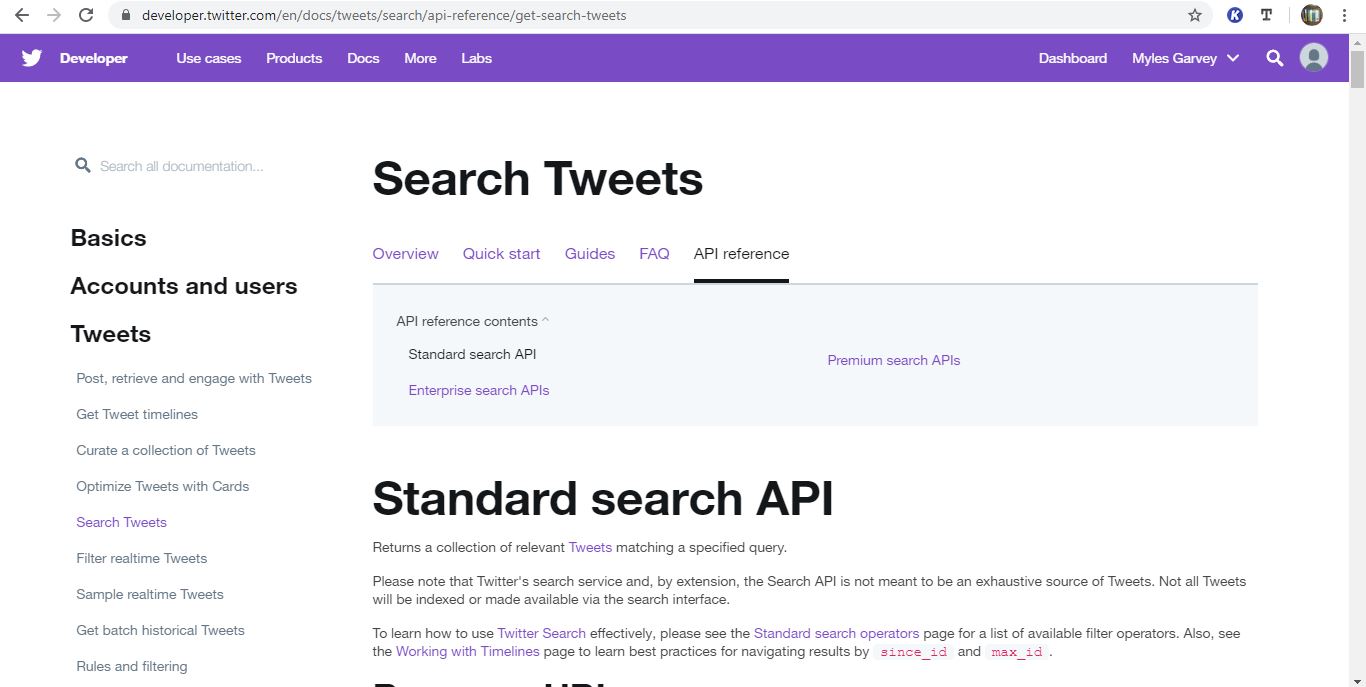 developer.twitter.com/en/docs/tweets/search/api-reference/get-search-tweets
Developer Use cases Products Docs More Labs Dashboard Myles Garvey
Search all documentation...
Basics
Accounts and users
Tweets
Post, retrieve and engage with Tweets
Get Tweet timelines
Curate a collection of Tweets
Optimize Tweets with Cards
Search Tweets
Filter realtime Tweets
Sample realtime Tweets
Get batch historical Tweets
Rules and filtering
Search Tweets
Overview Quick start Guides FAQ API reference
API reference contents ^
Standard search API
Premium search APIs
Enterprise search APIs
Standard search API
Returns a collection of relevant Tweets matching a specified query.
Please note that Twitter's search service and, by extension, the Search API is not meant to be an exhaustive source of Tweets. Not all Tweets
will be indexed or made available via the search interface.
To learn how to use Twitter Search effectively, please see the Standard search operators page for a list of available filter operators. Also, see
the Working with Timelines page to learn best practices for navigating results by since_id and max_id .